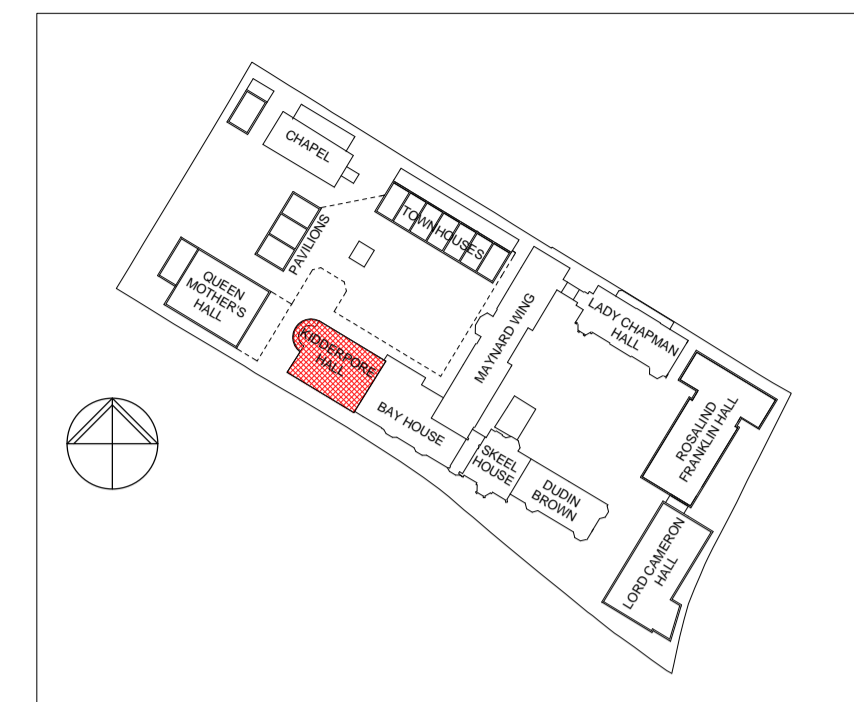 CHAPEL
TOWNHOUSES
PAVILIONS
QUEEN
MOTHER'S
HALL
KIDDERPORE
HALL
MAYNARD WING
LADY CHAPMAN
HALL
BAY HOUSE
ROSALIND
FRANKLIN HALL
SKEEL
HOUSE
DUDIN
BROWN
LORD CAMERON
HALL